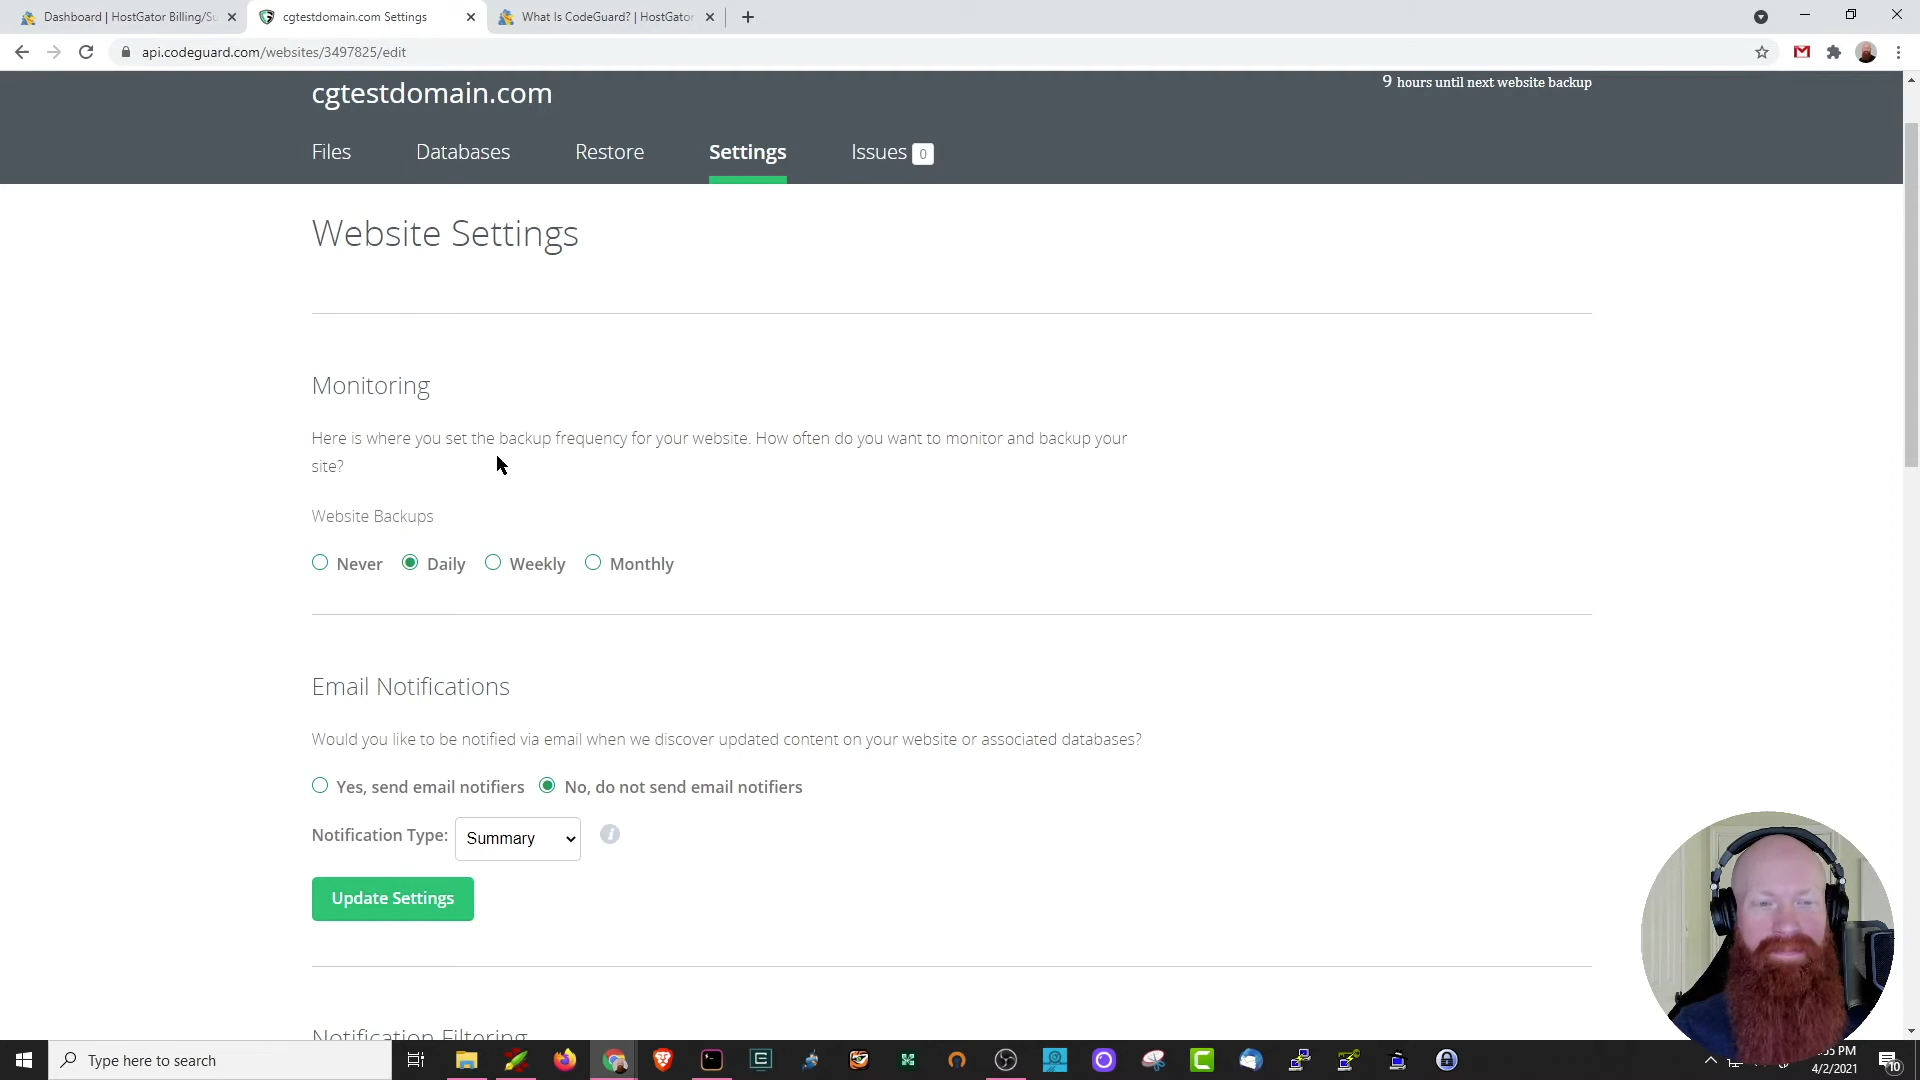 Dashboard | HostGator Billing/Su
cgtestdomain.com Settings
What Is CodeGuard? | HostGator
api.codeguard.com/websites/3497825/edit
cgtestdomain.com
9 hours until next website backup
Files
Databases
Restore
Settings
Issues 0
Website Settings
Monitoring
Here is where you set the backup frequency for your website. How often do you want to monitor and backup your
site?
Website Backups
Never
Daily
Weekly
Monthly
Email Notifications
Would you like to be notified via email when we discover updated content on your website or associated databases?
Yes, send email notifiers
No, do not send email notifiers
Notification Type:
Summary
Update Settings
Notification Filtering
Type here to search
PM
4/2/2021
10